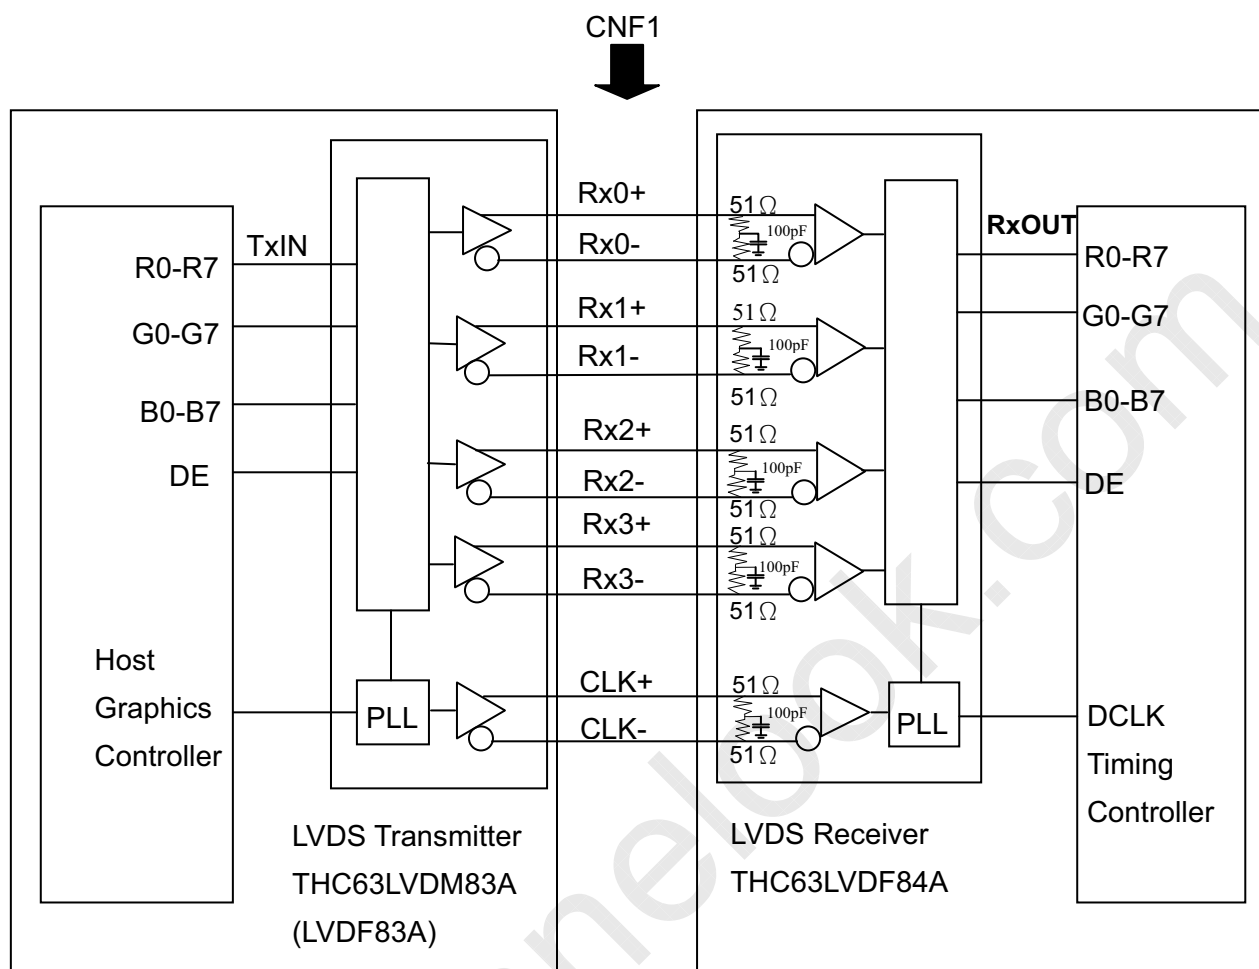 CNF1
R0-R7
G0-G7
B0-B7
DE
Host
Graphics
Controller
TxIN
PLL
LVDS Transmitter
THC63LVDM83A
(LVDF83A)
Rx0+
Rx0-
Rx1+
Rx1-
Rx2+
Rx2-
Rx3+
Rx3-
CLK+
CLK-
51Ω
100pF
51Ω
51Ω
100pF
51Ω
51Ω
100pF
51Ω
51Ω
100pF
51Ω
51Ω
100pF
51Ω
PLL
LVDS Receiver
THC63LVDF84A
RxOUT
R0-R7
G0-G7
B0-B7
DE
DCLK
Timing
Controller
nelook.com